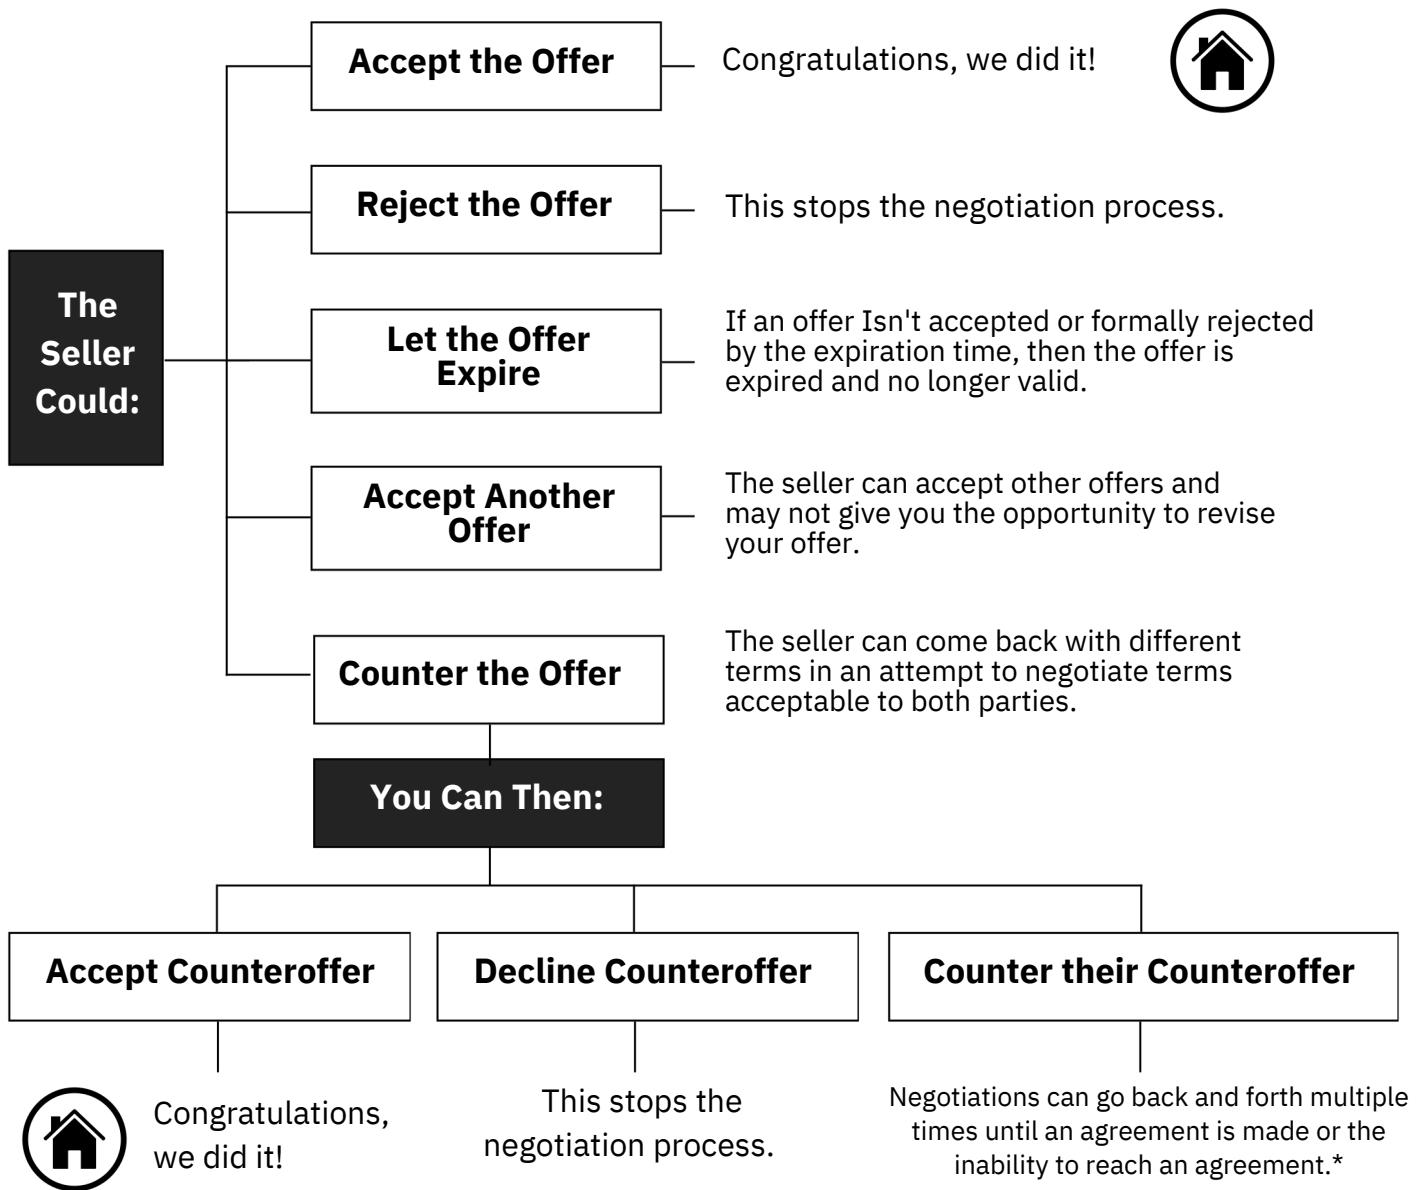 Accept the Offer
Congratulations, we did it!
Reject the Offer
This stops the negotiation process.
The
Seller
Could:
Let the Offer
Expire
If an offer Isn't accepted or formally rejected
by the expiration time, then the offer is
expired and no longer valid.
Accept Another
Offer
The seller can accept other offers and
may not give you the opportunity to revise
your offer.
Counter the Offer
The seller can come back with different
terms in an attempt to negotiate terms
acceptable to both parties.
You Can Then:
Accept Counteroffer
Decline Counteroffer
Counter their Counteroffer
Congratulations,
we did it!
This stops the
negotiation process.
Negotiations can go back and forth multiple
times until an agreement is made or the
inability to reach an agreement.*